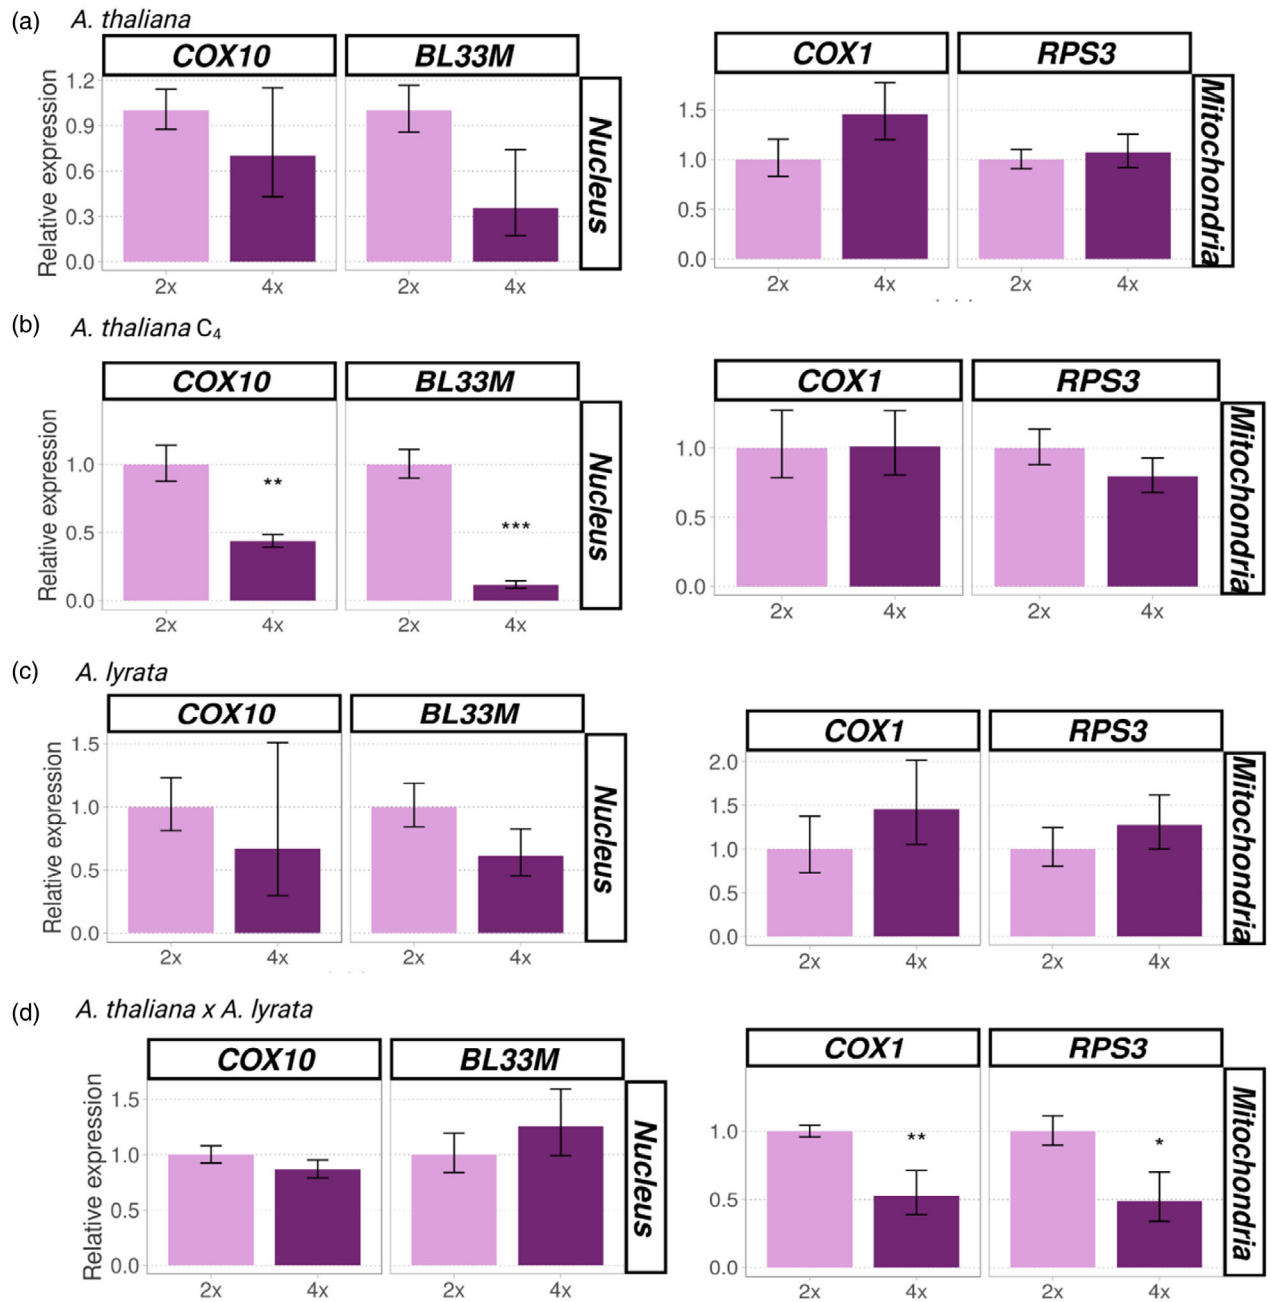 (a) A. thaliana
COX10 BL33M COX1 RPS3
Relative expression
1.2
0.9
0.6
0.3
0.0
Nucleus
1.5
1.0
0.5
0.0
Mitochondria
2x 4x 2x 4x 2x 4x 2x 4x
(b) A. thaliana C₄
COX10 BL33M COX1 RPS3
Relative expression
1.0
0.5
0.0
** ***
Nucleus
1.0
0.5
0.0
Mitochondria
2x 4x 2x 4x 2x 4x 2x 4x
(c) A. lyrata
COX10 BL33M COX1 RPS3
Relative expression
1.5
1.0
0.5
0.0
Nucleus
2.0
1.5
1.0
0.5
0.0
Mitochondria
2x 4x 2x 4x 2x 4x 2x 4x
(d) A. thaliana x A. lyrata
COX10 BL33M COX1 RPS3
Relative expression
1.5
1.0
0.5
0.0
Nucleus
1.0
0.5
0.0
** *
Mitochondria
2x 4x 2x 4x 2x 4x 2x 4x